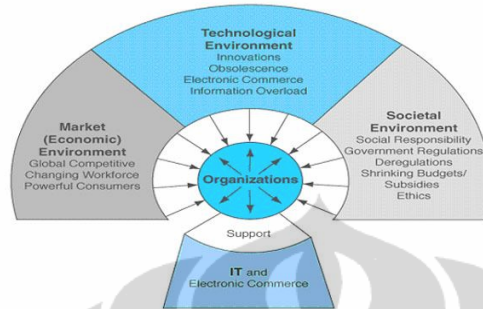 Technological
Environment
Innovations
Obsolescence
Electronic Commerce
Information Overload
Market
(Economic)
Environment
Global Competitive
Changing Workforce
Powerful Consumers
Societal
Environment
Social Responsibility
Government Regulations
Deregulations
Shrinking Budgets/
Subsidies
Ethics
Organizations
Support
IT and
Electronic Commerce